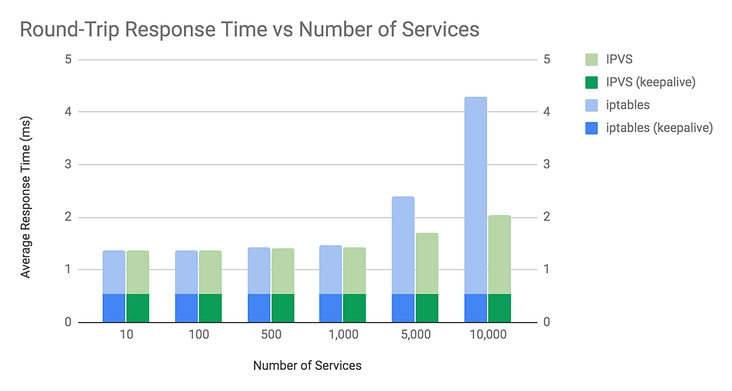 Round-Trip Response Time vs Number of Services
5 5
IPVS
IPVS (keepalive)
4 4
iptables
iptables (keepalive)
3 3
Average Response Time (ms)
2 2
1 1
0 0
10 100 500 1,000 5,000 10,000
Number of Services